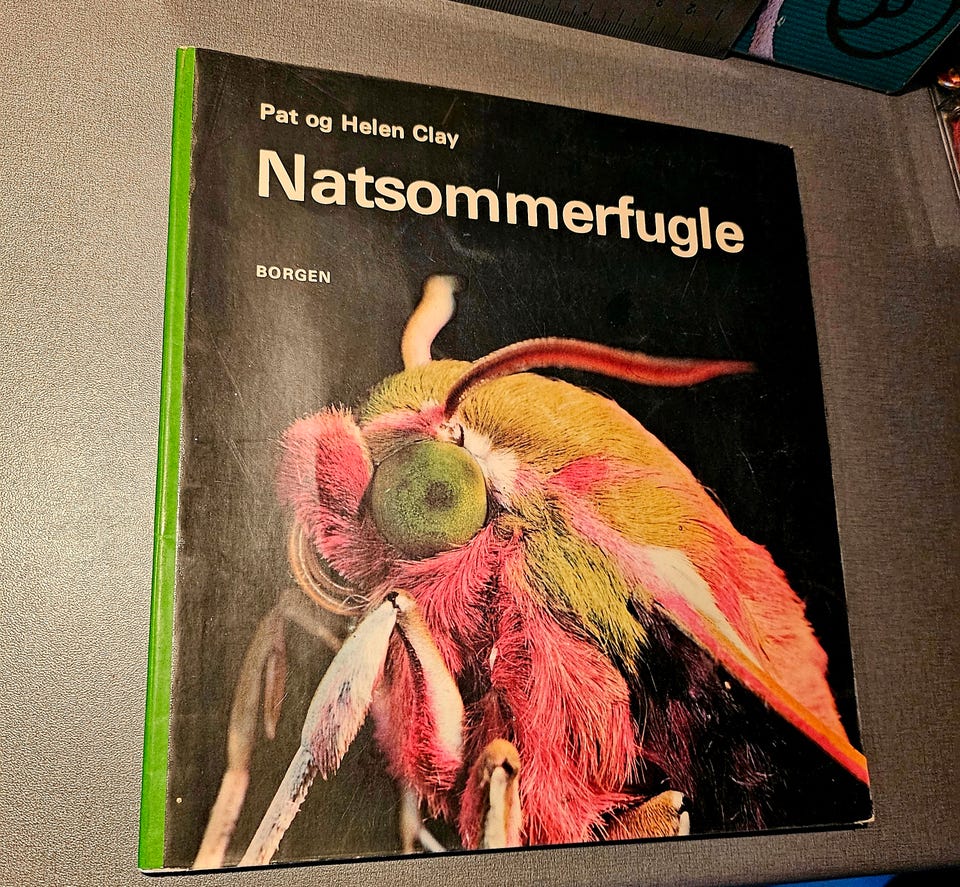 Pat og Helen Clay
Natsommerfugle
BORGEN